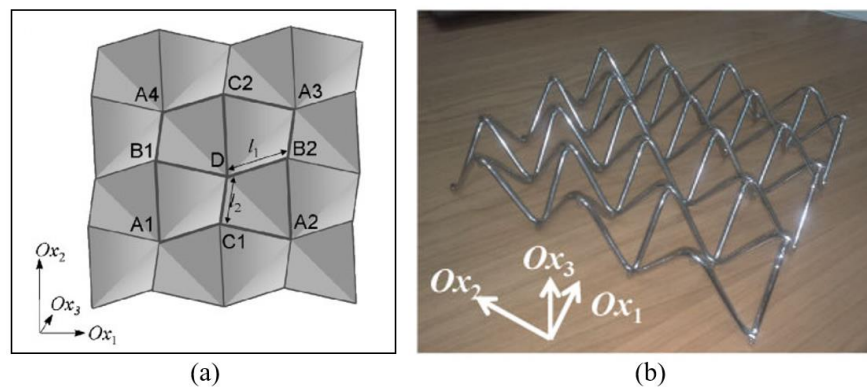 C2
A4
A3
B1
D
l₁
B2
l₂
A1
C1
A2
Ox₂
Ox₃
Ox₁
Ox₃
Ox₂
Ox₁
(a)
(b)